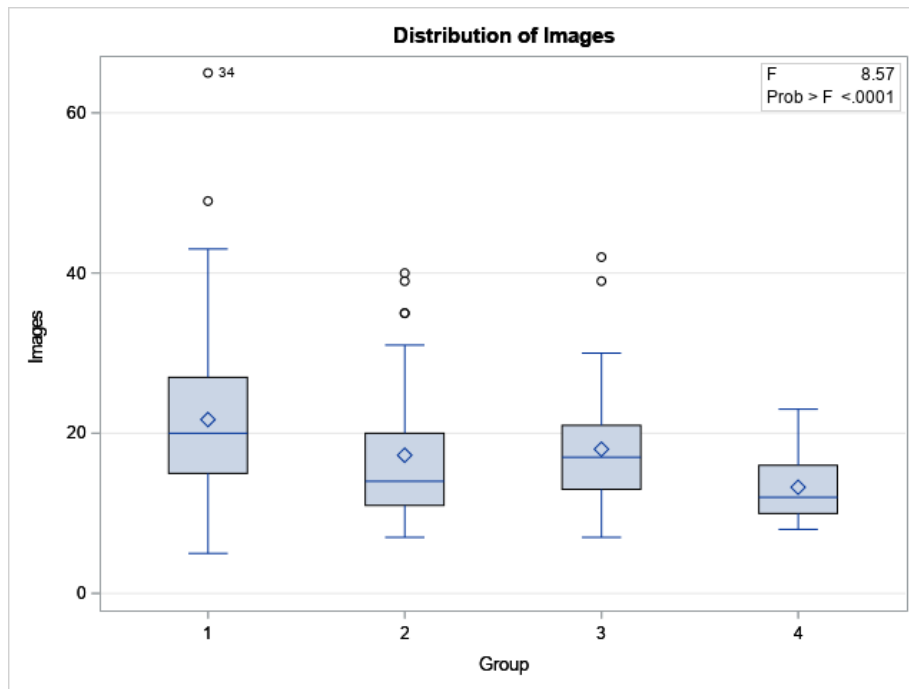 Distribution of Images
34
F 8.57
Prob > F <.0001
60
40
20
0
Images
1 2 3 4
Group